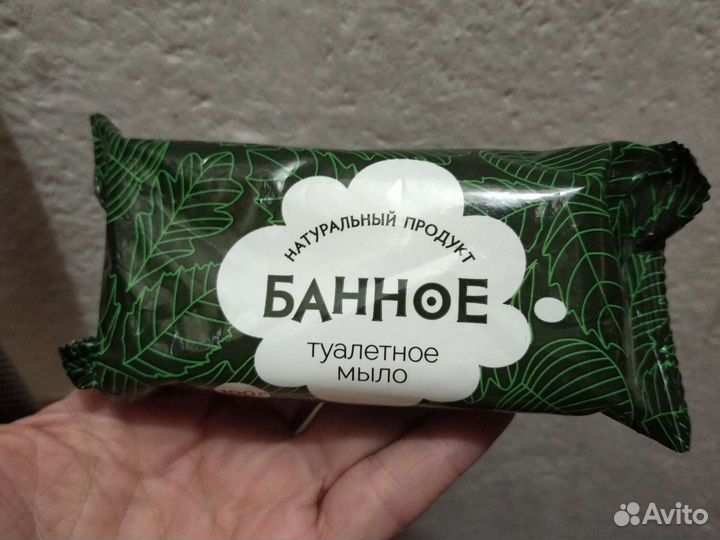 НАТУРАЛЬНЫЙ ПРОДУКТ
БАННОЕ
туалетное
мыло
Avito